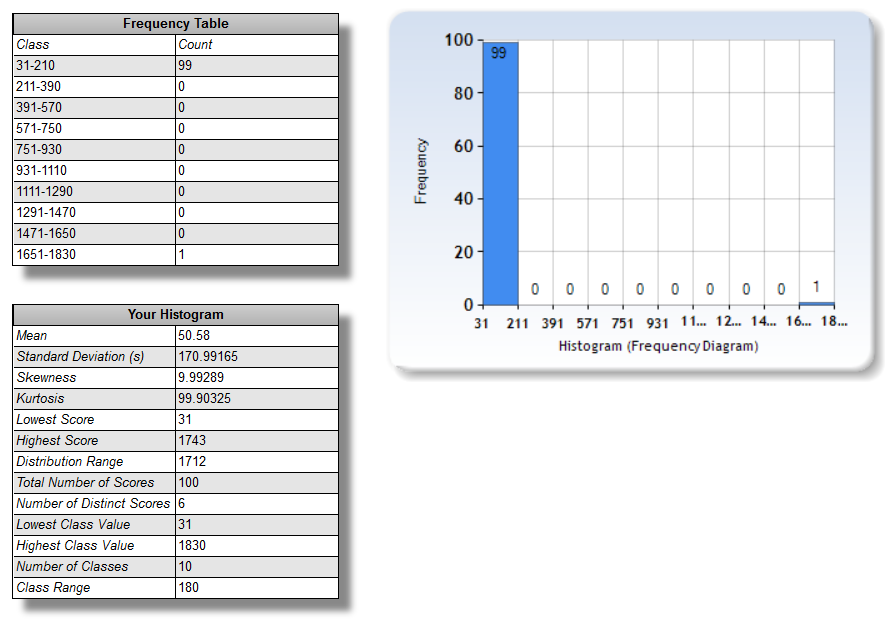 Frequency Table
Class Count
31-210 99
211-390 0
391-570 0
571-750 0
751-930 0
931-1110 0
1111-1290 0
1291-1470 0
1471-1650 0
1651-1830 1
Your Histogram
Mean 50.58
Standard Deviation (s) 170.99165
Skewness 9.99289
Kurtosis 99.90325
Lowest Score 31
Highest Score 1743
Distribution Range 1712
Total Number of Scores 100
Number of Distinct Scores 6
Lowest Class Value 31
Highest Class Value 1830
Number of Classes 10
Class Range 180
Frequency
100
80
60
40
20
0
99 0 0 0 0 0 0 0 0 1
31 211 391 571 751 931 11... 12... 14... 16... 18...
Histogram (Frequency Diagram)